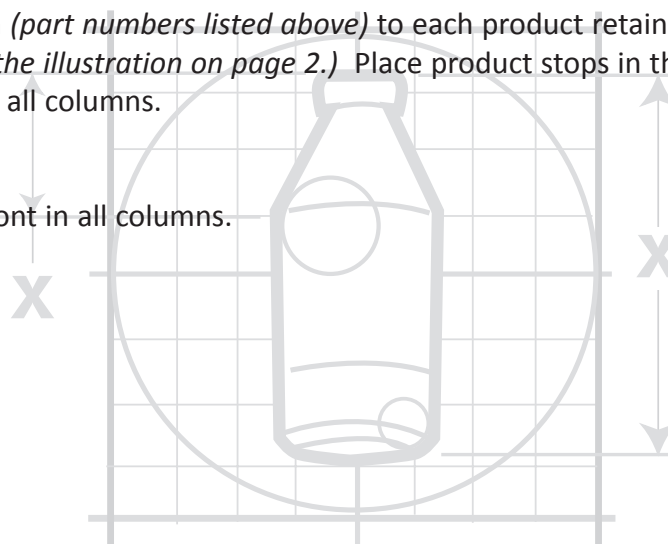 (part numbers listed above) to each product retain
the illustration on page 2.) Place product stops in th
all columns.
ont in all columns.
X
X